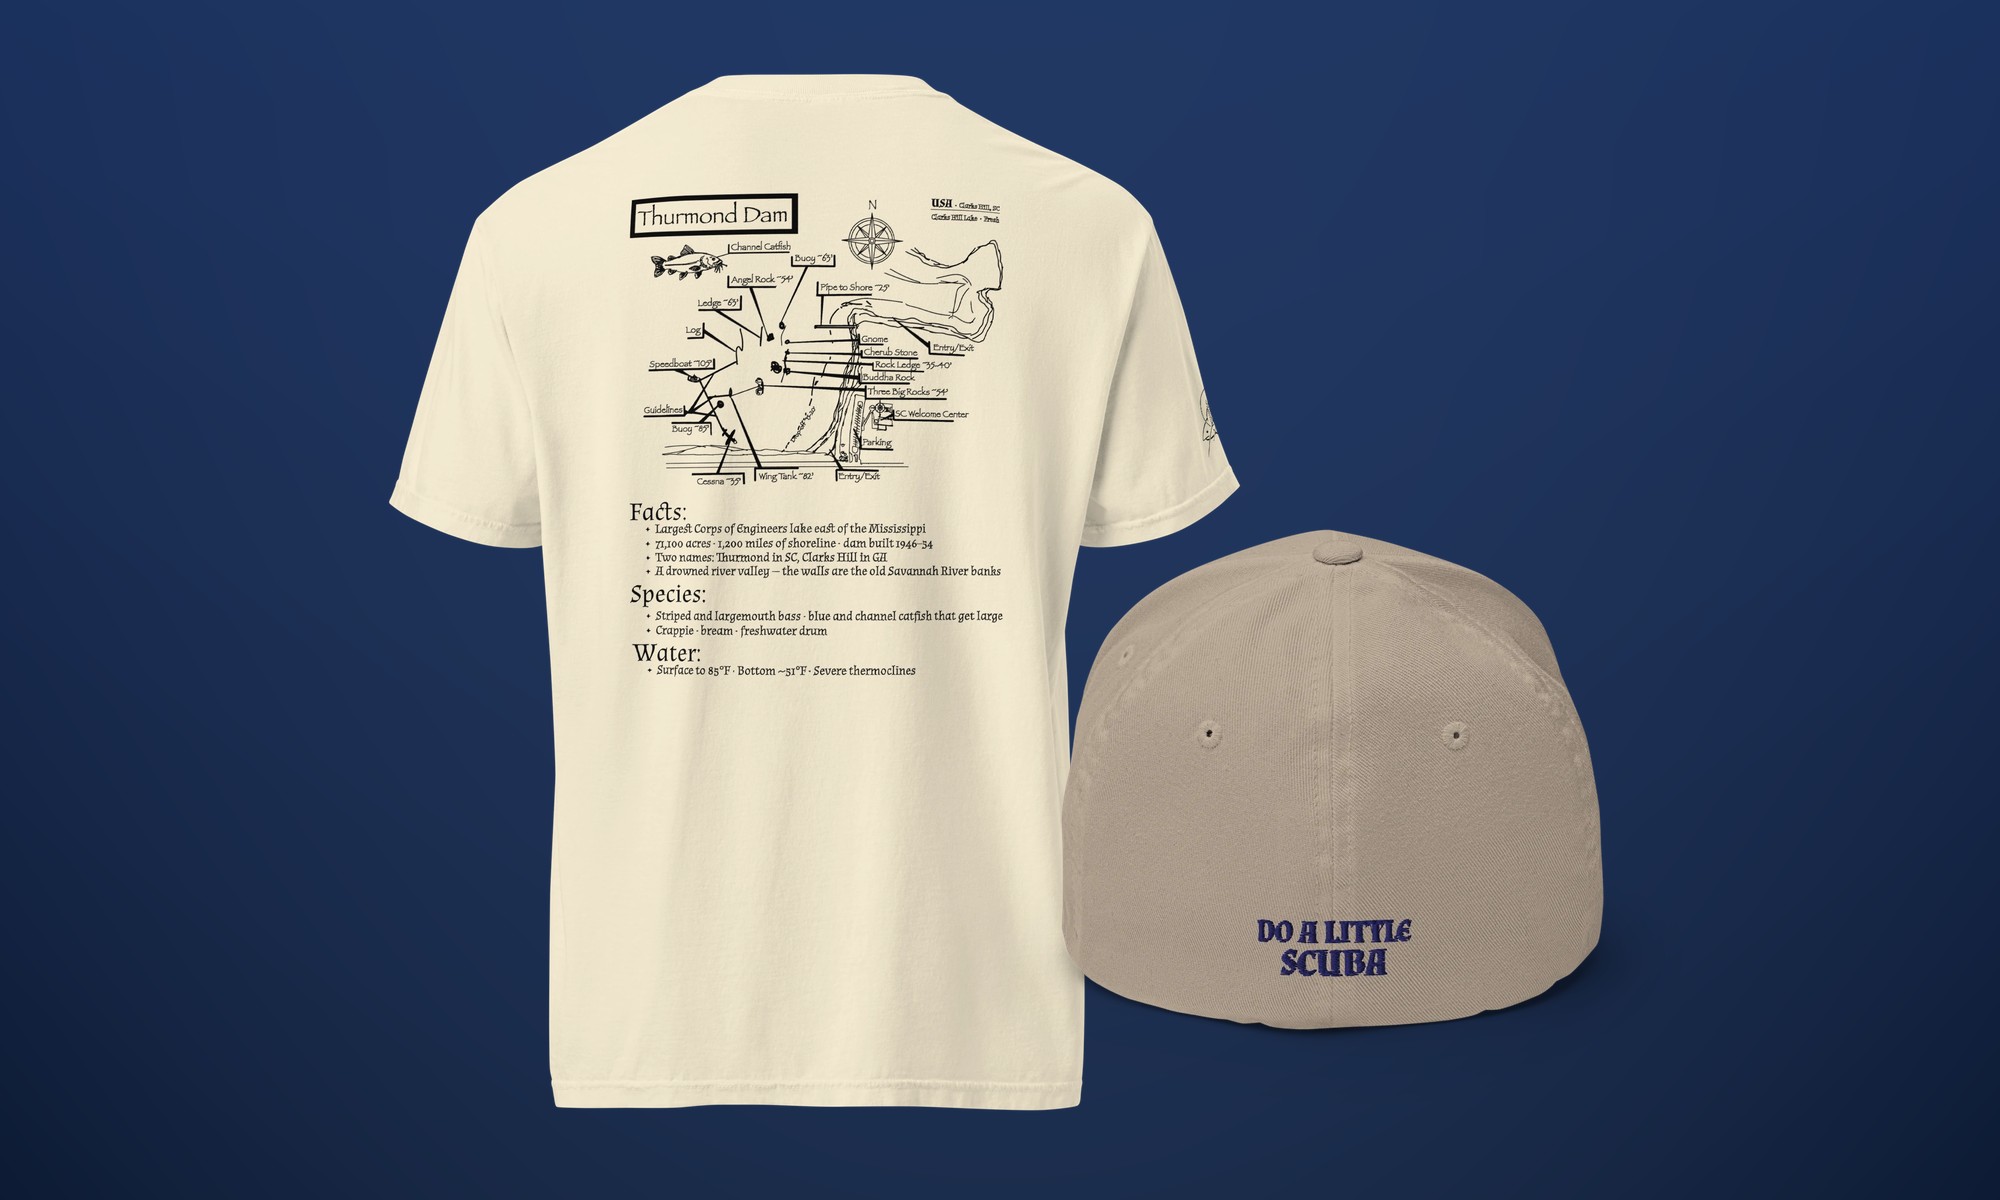 Thurmond Dam
N
USA · Clarks Hill, SC
Clarks Hill Lake · Fresh
Channel Catfish
Buoy ~63'
Angel Rock ~54'
Pipe to Shore ~25'
Ledge ~63'
Log
Gnome
Entry/Exit
Cherub Stone
Speedboat ~105'
Rock Ledge ~35-40'
Buddha Rock
Three Big Rocks ~54'
Guidelines
SC Welcome Center
Buoy ~85'
Parking
Cessna ~35'
Wing Tank ~82'
Entry/Exit
Facts:
Largest Corps of Engineers lake east of the Mississippi
71,100 acres · 1,200 miles of shoreline · dam built 1946–54
Two names: Thurmond in SC, Clarks Hill in GA
A drowned river valley — the walls are the old Savannah River banks
Species:
Striped and largemouth bass · blue and channel catfish that get large
Crappie · bream · freshwater drum
Water:
Surface to 85°F · Bottom ~51°F · Severe thermoclines
DO A LITTLE
SCUBA